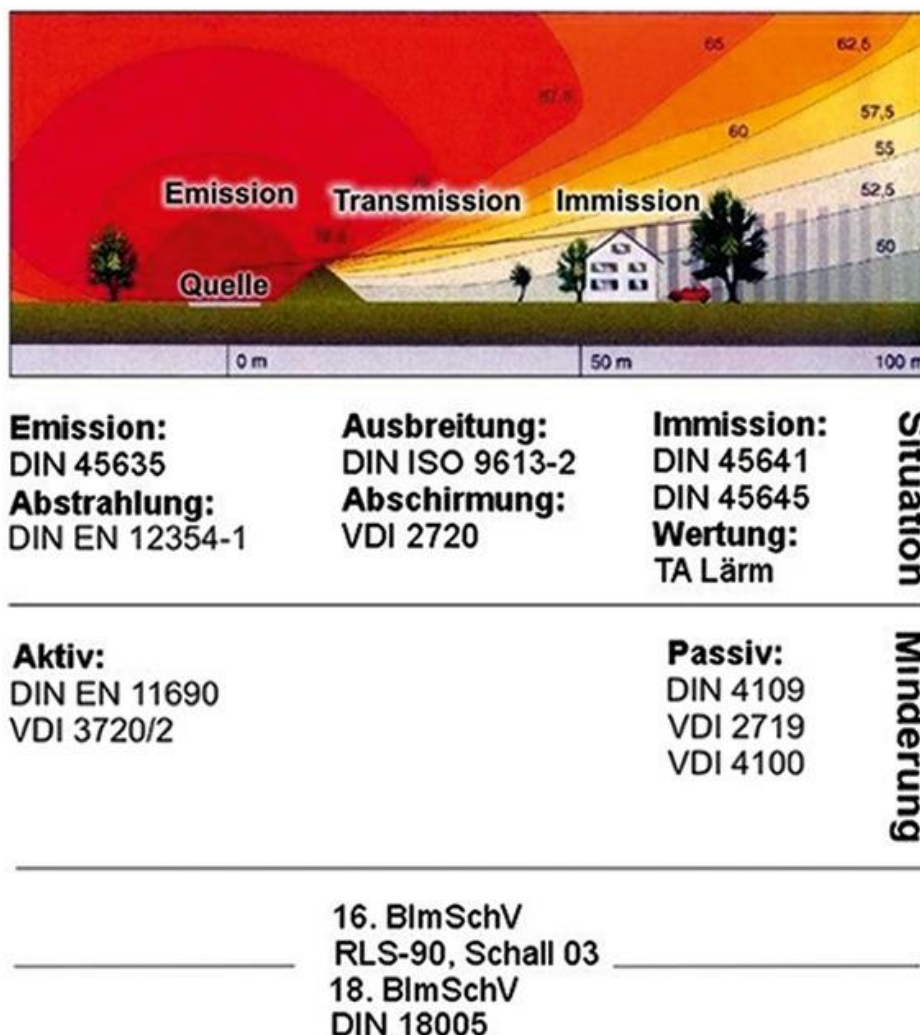 65
62,5
67,5
57,5
60
55
52,5
Emission
Transmission
Immission
50
Quelle
0 m
50 m
100 m
Emission:
DIN 45635
Abstrahlung:
DIN EN 12354-1
Ausbreitung:
DIN ISO 9613-2
Abschirmung:
VDI 2720
Immission:
DIN 45641
DIN 45645
Wertung:
TA Lärm
Situation
Aktiv:
DIN EN 11690
VDI 3720/2
Passiv:
DIN 4109
VDI 2719
VDI 4100
Minderung
16. BImSchV
RLS-90, Schall 03
18. BImSchV
DIN 18005